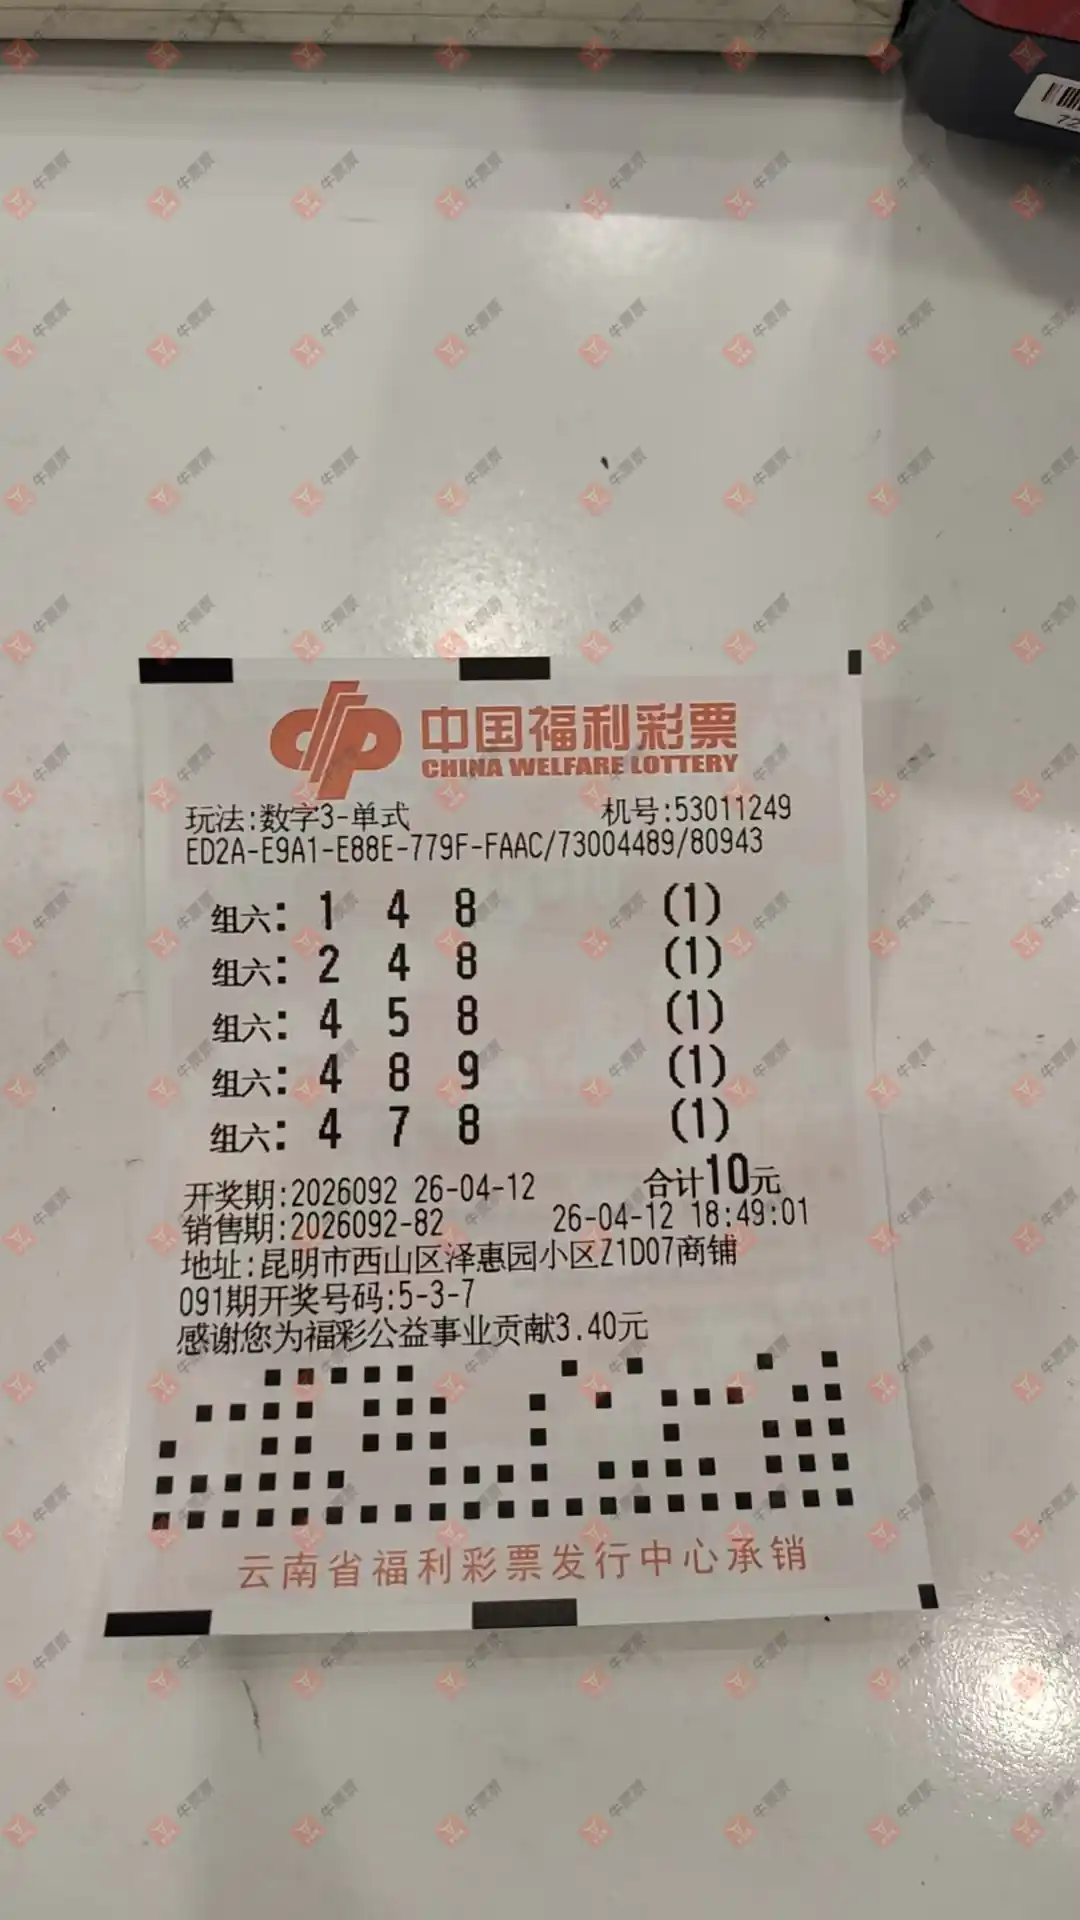 中国福利彩票
CHINA WELFARE LOTTERY
玩法:数字3-单式 机号:53011249
ED2A-E9A1-E88E-779F-FAAC/73004489/80943
组六: 1 4 8 (1)
组六: 2 4 8 (1)
组六: 4 5 8 (1)
组六: 4 8 9 (1)
组六: 4 7 8 (1)
开奖期:2026092 26-04-12 合计10元
销售期:2026092-82 26-04-12 18:49:01
地址:昆明市西山区泽惠园小区Z1D07商铺
091期开奖号码:5-3-7
感谢您为福彩公益事业贡献3.40元
云南省福利彩票发行中心承销
牛票票